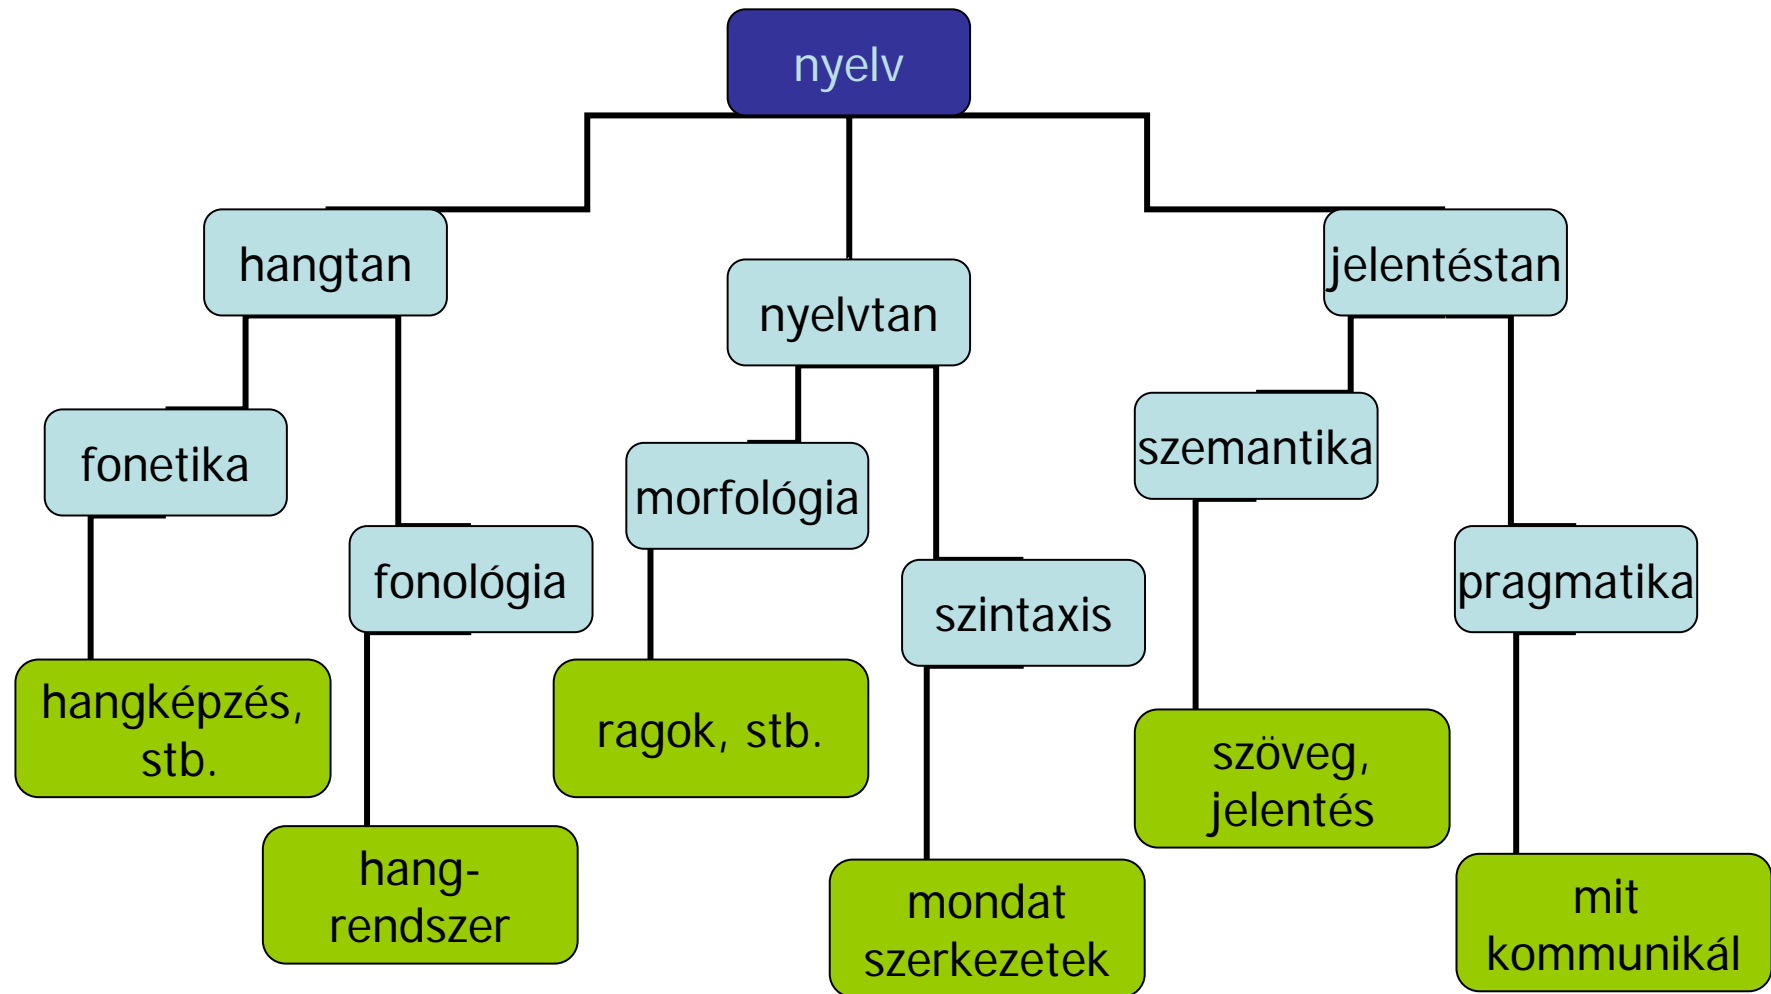 nyelv
hangtan
nyelvtan
jelentéstan
fonetika
fonológia
morfológia
szintaxis
szemantika
pragmatika
hangképzés,
stb.
hang-
rendszer
ragok, stb.
mondat
szerkezetek
szöveg,
jelentés
mit
kommunikál